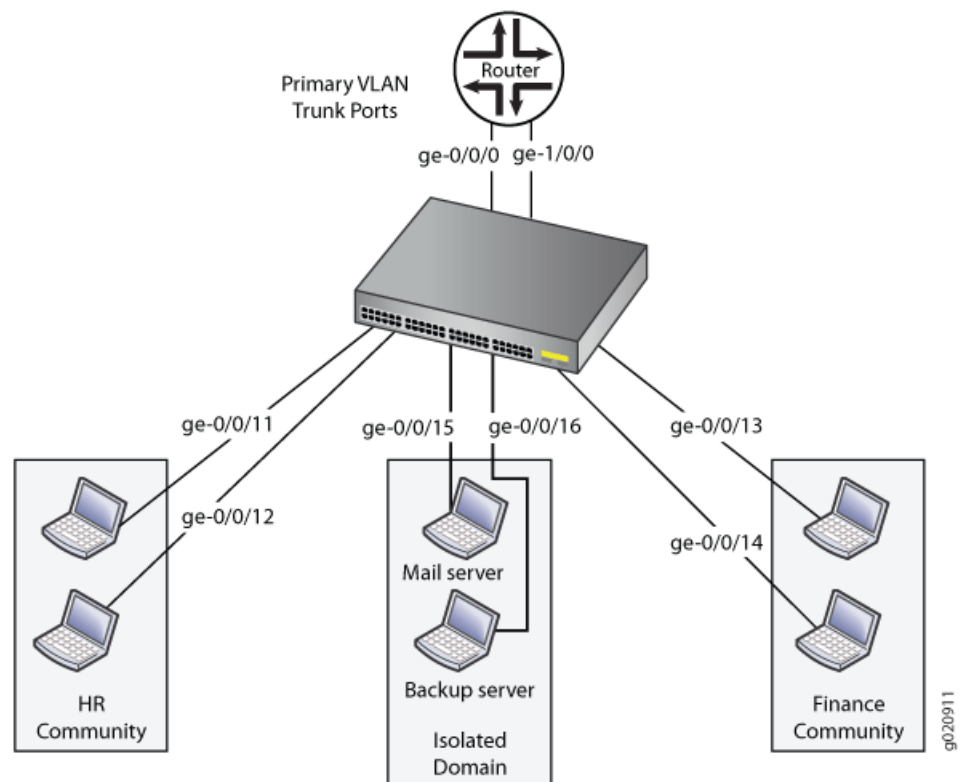 Router
Primary VLAN
Trunk Ports
ge-0/0/0 ge-1/0/0
ge-0/0/11
ge-0/0/15
ge-0/0/16
ge-0/0/13
ge-0/0/12
ge-0/0/14
Mail server
Backup server
HR
Community
Isolated
Domain
Finance
Community
g020911